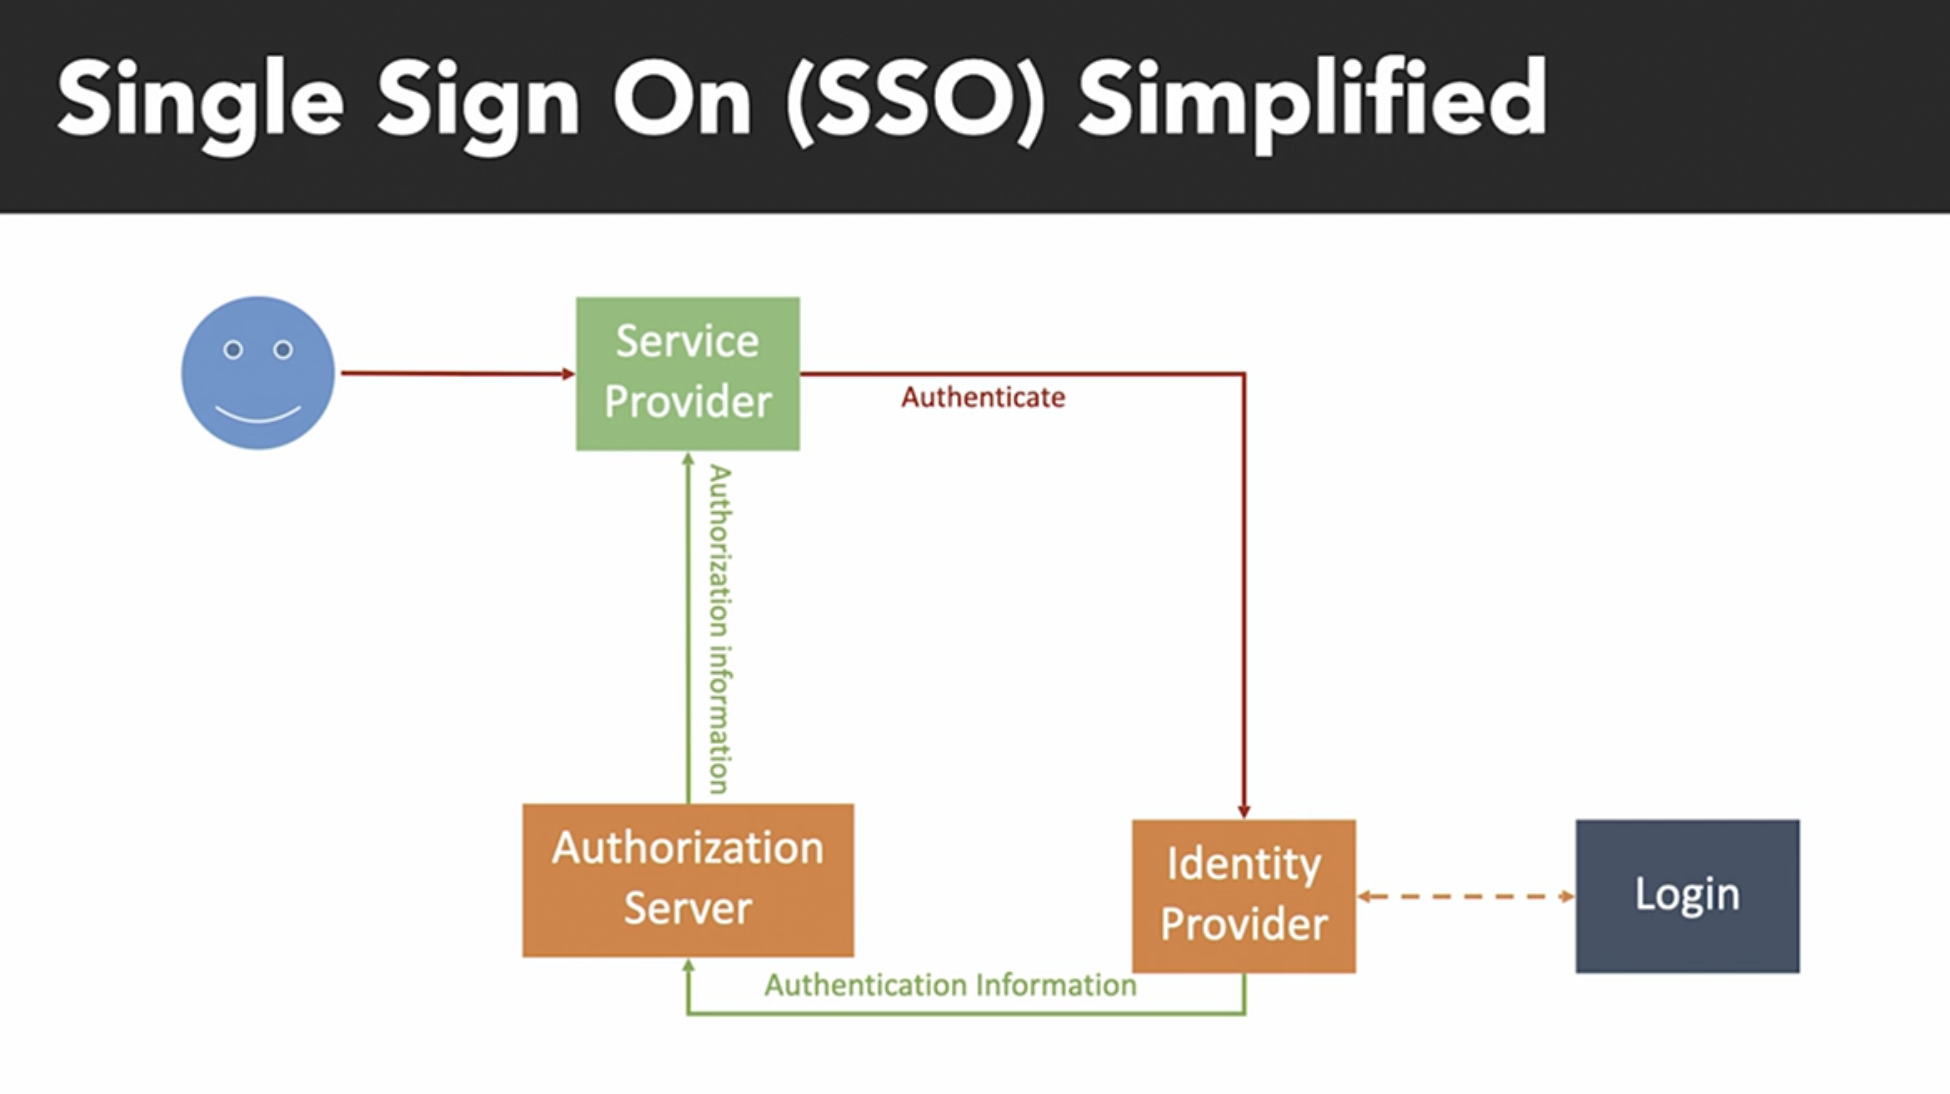 Single Sign On (SSO) Simplified
Service
Provider
Authenticate
Authorization information
Authorization
Server
Identity
Provider
Login
Authentication Information